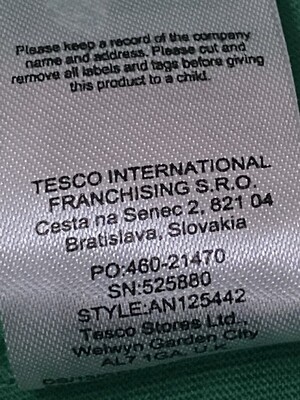 Please keep a record of the company
name and address. Please cut and
remove all labels and tags before giving
this product to a child.
TESCO INTERNATIONAL
FRANCHISING S.R.O.
Cesta na Senec 2, 821 04
Bratislava, Slovakia
PO:460-21470
SN:525880
STYLE:AN125442
Tesco Stores Ltd.,
Welwyn Garden City
AL7 1GA, U.K